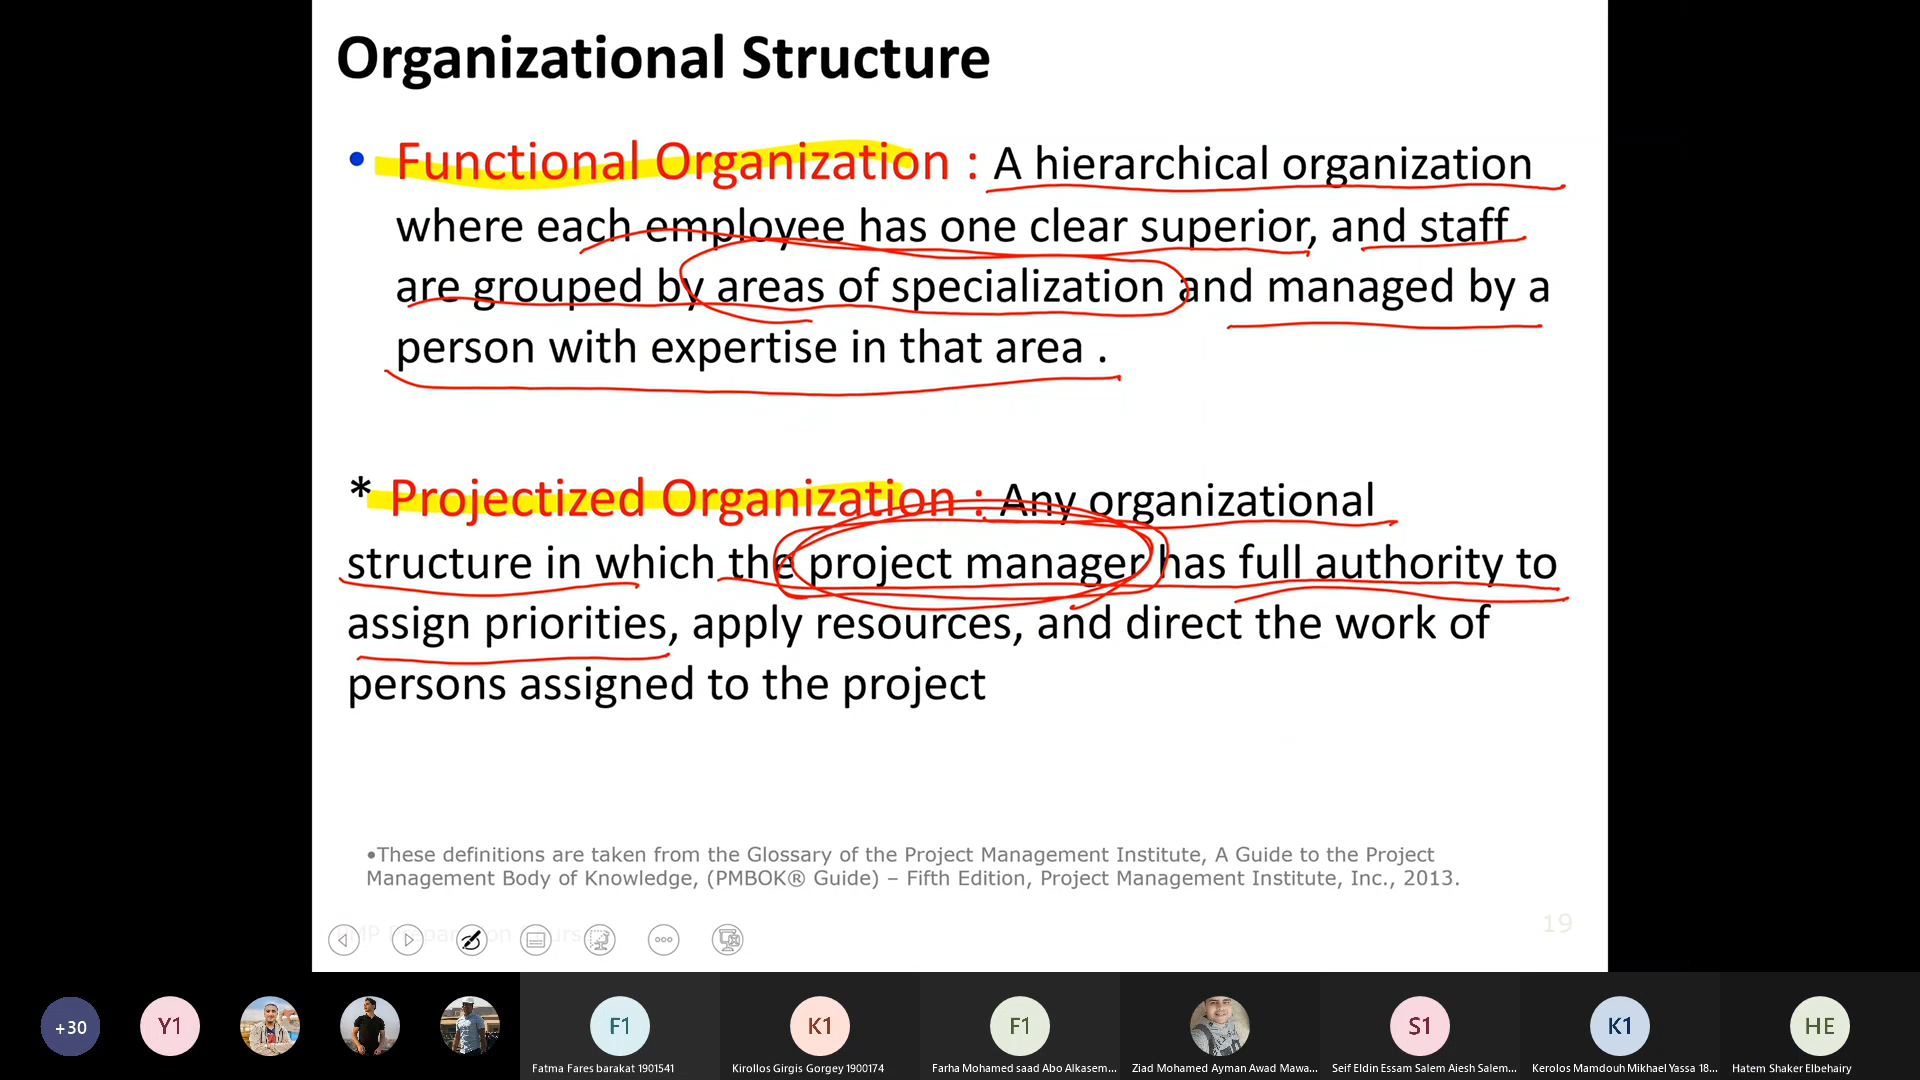 Organizational Structure
• Functional Organization : A hierarchical organization
where each employee has one clear superior, and staff
are grouped by areas of specialization and managed by a
person with expertise in that area .
* Projectized Organization : Any organizational
structure in which the project manager has full authority to
assign priorities, apply resources, and direct the work of
persons assigned to the project
•These definitions are taken from the Glossary of the Project Management Institute, A Guide to the Project
Management Body of Knowledge, (PMBOK® Guide) – Fifth Edition, Project Management Institute, Inc., 2013.
19
+30
Y1
F1
K1
F1
S1
K1
HE
Fatma Fares barakat 1901541
Kirollos Girgis Gorgey 1900174
Farha Mohamed saad Abo Alkasem...
Ziad Mohamed Ayman Awad Mawa...
Seif Eldin Essam Salem Aiesh Salem...
Kerolos Mamdouh Mikhael Yassa 18...
Hatem Shaker Elbehairy